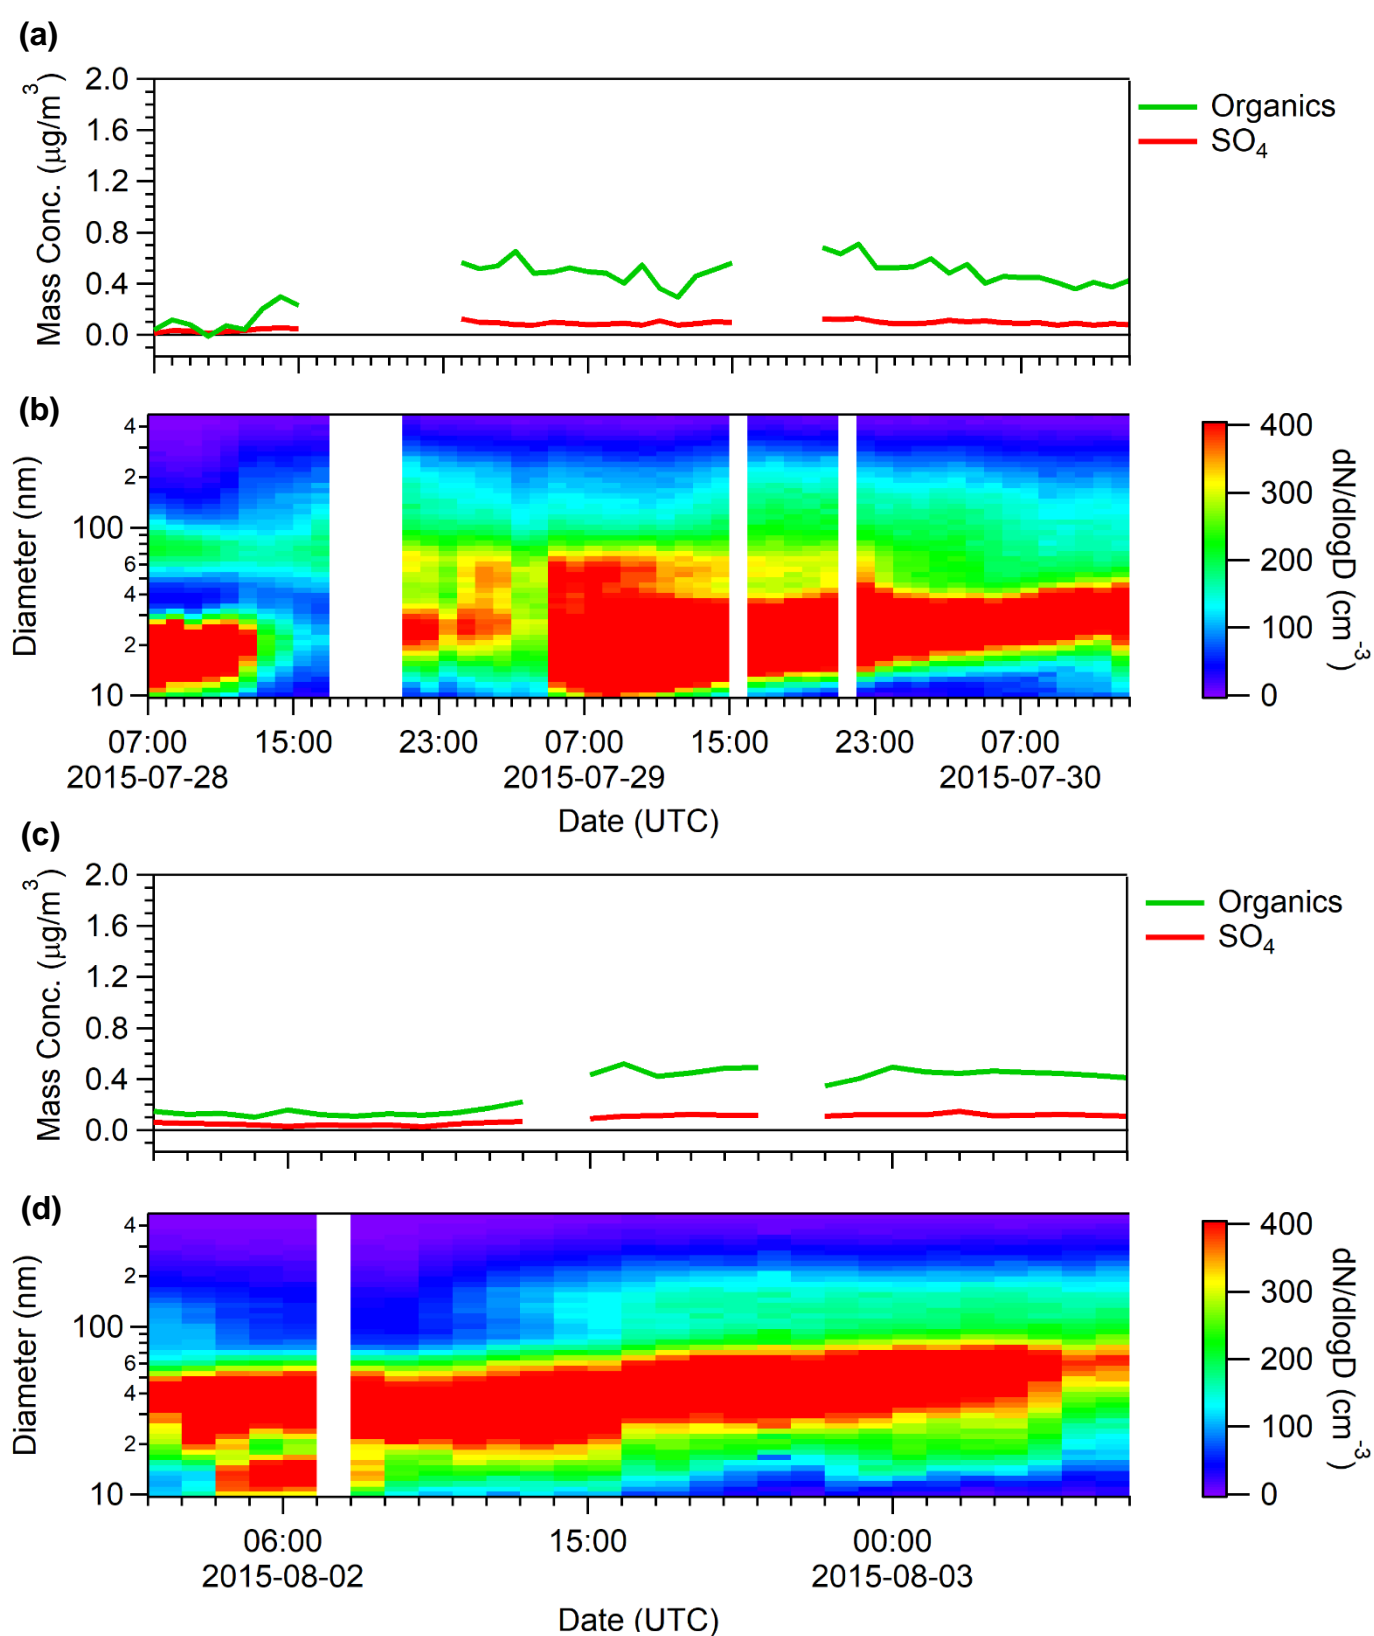 (a)
2.0
1.6
1.2
0.8
0.4
0.0
Mass Conc. (μg/m³)
Organics
SO₄
(b)
4
2
100
6
4
2
10
Diameter (nm)
400
300
200
100
0
dN/dlogD (cm⁻³)
07:00 15:00 23:00 07:00 15:00 23:00 07:00
2015-07-28 2015-07-29 2015-07-30
Date (UTC)
(c)
2.0
1.6
1.2
0.8
0.4
0.0
Mass Conc. (μg/m³)
Organics
SO₄
(d)
4
2
100
6
4
2
10
Diameter (nm)
400
300
200
100
0
dN/dlogD (cm⁻³)
06:00 15:00 00:00
2015-08-02 2015-08-03
Date (UTC)